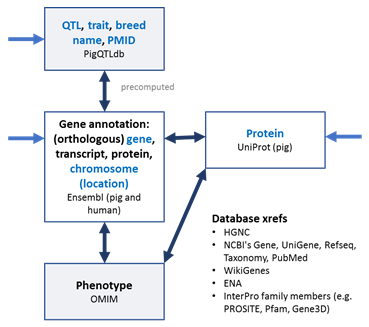 QTL, trait, breed
name, PMID
PigQTLdb
precomputed
Gene annotation:
(orthologous) gene,
transcript, protein,
chromosome
(location)
Ensembl (pig and
human)
Protein
UniProt (pig)
Phenotype
OMIM
Database xrefs
• HGNC
• NCBI's Gene, UniGene, Refseq,
Taxonomy, PubMed
• WikiGenes
• ENA
• InterPro family members (e.g.
PROSITE, Pfam, Gene3D)